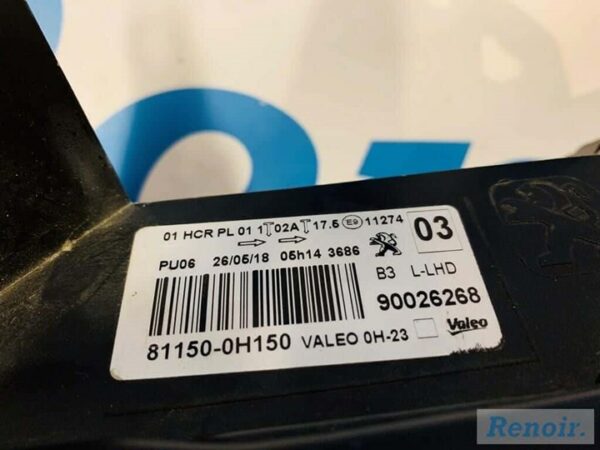 01 HCR PL 01 1 02A 17.5 E9 11274 03
PU06 26/05/18 05h14 3686 B3 L-LHD
90026268
81150-0H150 VALEO 0H-23 Valeo
Renoir.